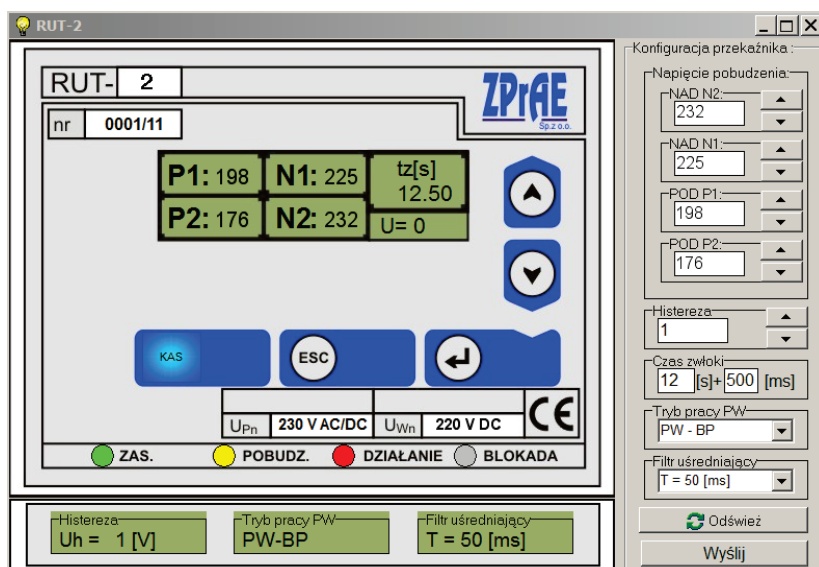 RUT-2
RUT- 2
ZPrAE
Sp.z o.o.
nr 0001/11
P1: 198 N1: 225 tz[s]
12.50
P2: 176 N2: 232 U= 0
KAS ESC
UPn 230 V AC/DC UWn 220 V DC CE
ZAS. POBUDZ. DZIAŁANIE BLOKADA
Histereza
Uh = 1 [V]
Tryb pracy PW
PW-BP
Filtr uśredniający
T = 50 [ms]
Konfiguracja przekaźnika :
Napięcie pobudzenia:
NAD N2:
232
NAD N1:
225
POD P1:
198
POD P2:
176
Histereza
1
Czas zwłoki
12 [s]+ 500 [ms]
Tryb pracy PW
PW - BP
Filtr uśredniający
T = 50 [ms]
Odśwież
Wyślij